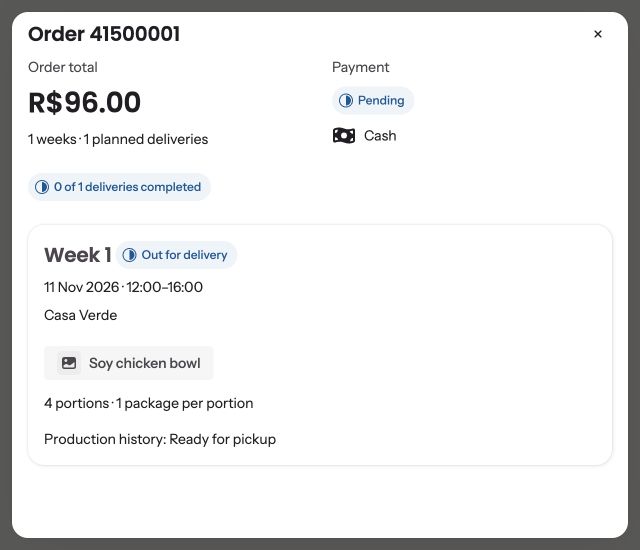 Order 41500001
×
Order total
R$96.00
1 weeks · 1 planned deliveries
Payment
Pending
Cash
0 of 1 deliveries completed
Week 1 Out for delivery
11 Nov 2026 · 12:00–16:00
Casa Verde
Soy chicken bowl
4 portions · 1 package per portion
Production history: Ready for pickup